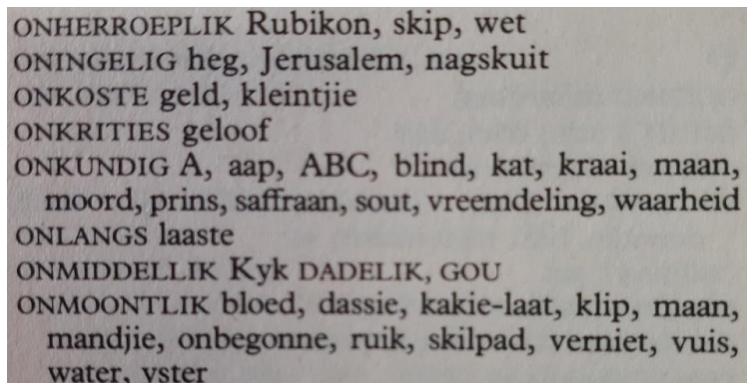 ONHERROEPLIK Rubikon, skip, wet
ONINGELIG heg, Jerusalem, nagskuit
ONKOSTE geld, kleintjie
ONKRITIES geloof
ONKUNDIG A, aap, ABC, blind, kat, kraai, maan,
moord, prins, saffraan, sout, vreemdeling, waarheid
ONLANGS laaste
ONMIDDELLIK Kyk DADELIK, GOU
ONMOONTLIK bloed, dassie, kakie-laat, klip, maan,
mandjie, onbegonne, ruik, skilpad, verniet, vuis,
water, yster